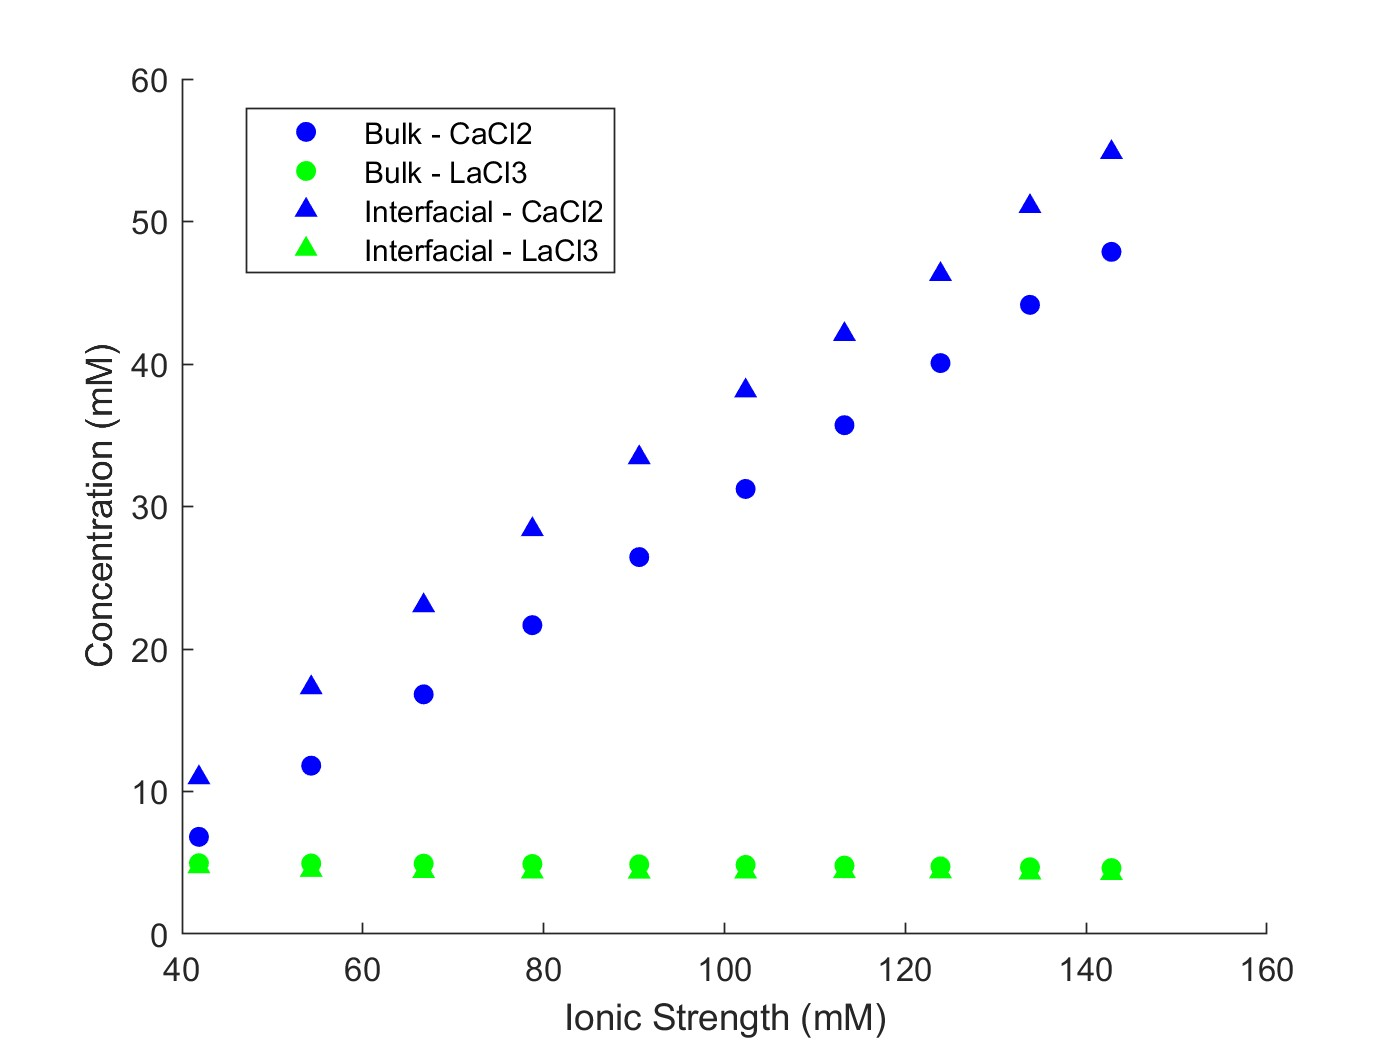 60
50
40
30
20
10
0
40 60 80 100 120 140 160
Concentration (mM)
Ionic Strength (mM)
Bulk - CaCl2
Bulk - LaCl3
Interfacial - CaCl2
Interfacial - LaCl3